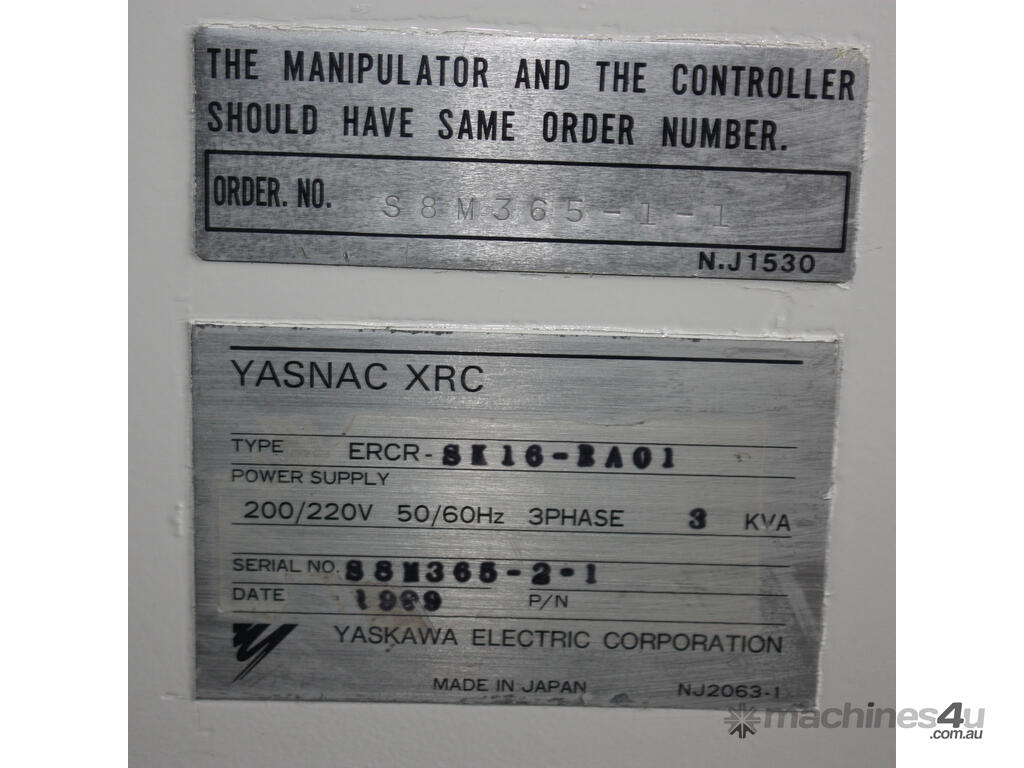 THE MANIPULATOR AND THE CONTROLLER
SHOULD HAVE SAME ORDER NUMBER.
ORDER. NO. S8M365-1-1
N.J1530
YASNAC XRC
TYPE ERCR-SK16-BA01
POWER SUPPLY
200/220V 50/60Hz 3PHASE 3 KVA
SERIAL NO. S8M365-2-1
DATE 1999 P/N
YASKAWA ELECTRIC CORPORATION
MADE IN JAPAN NJ2063-1
machines4u
.com.au